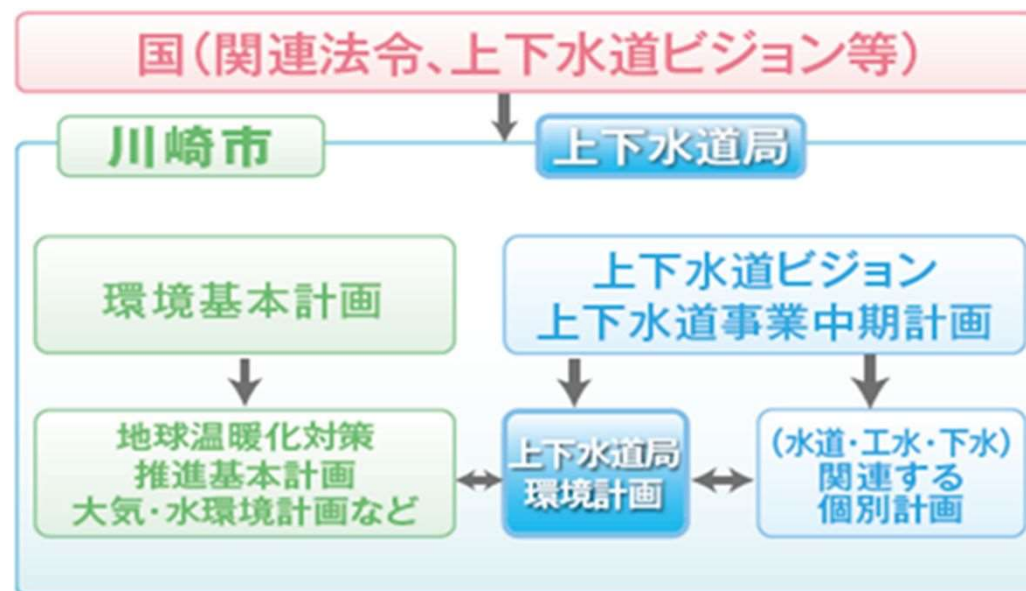 国(関連法令、上下水道ビジョン等)
川崎市
上下水道局
環境基本計画
上下水道ビジョン
上下水道事業中期計画
地球温暖化対策
推進基本計画
大気・水環境計画など
上下水道局
環境計画
(水道・工水・下水)
関連する
個別計画